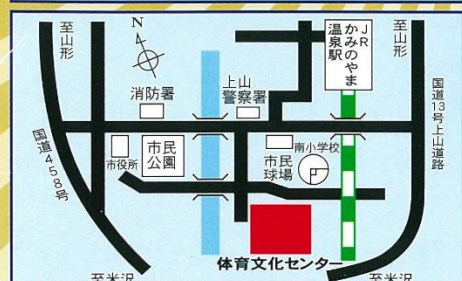 至山形
N
JR
かみのやま
温泉駅
至山形
消防署
上山
警察署
国道13号上山道路
国道458号
市役所
市民
公園
市民
球場
南小学校
体育文化センター
至米沢
至米沢